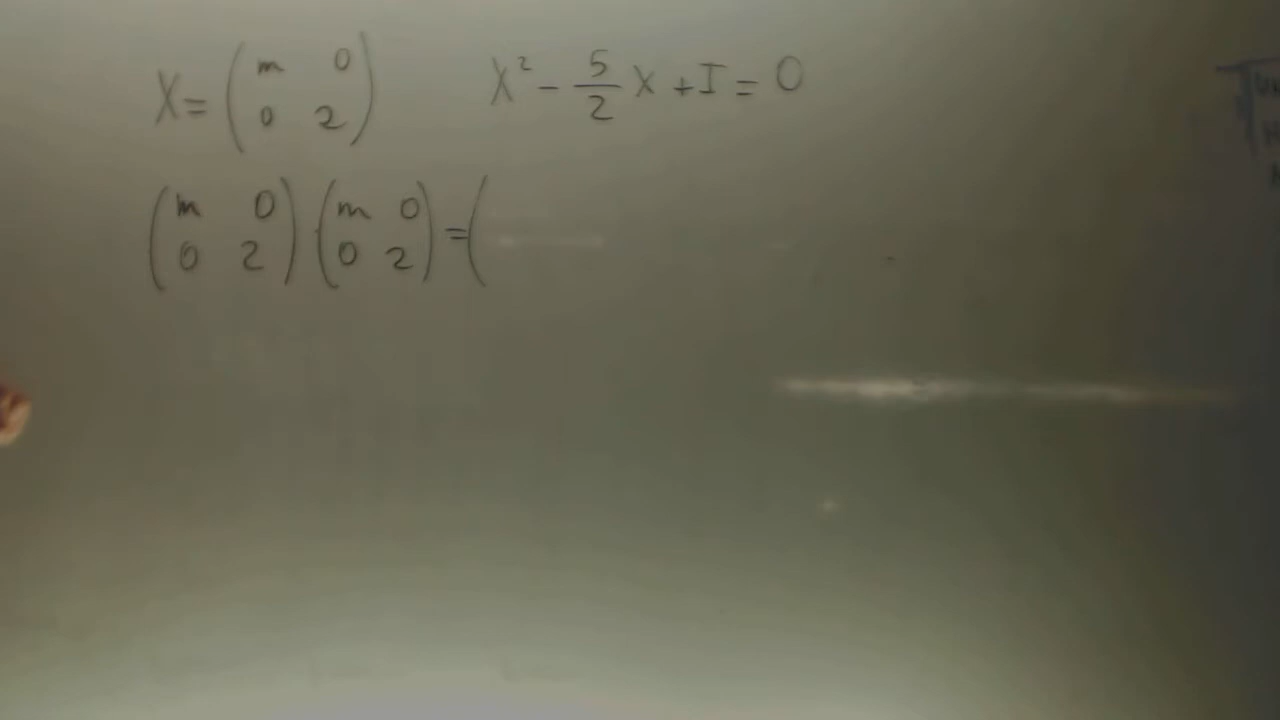 X = ( m 0 ; 0 2 )    X² - 5/2 X + I = 0
( m 0 ; 0 2 ) · ( m 0 ; 0 2 ) = (